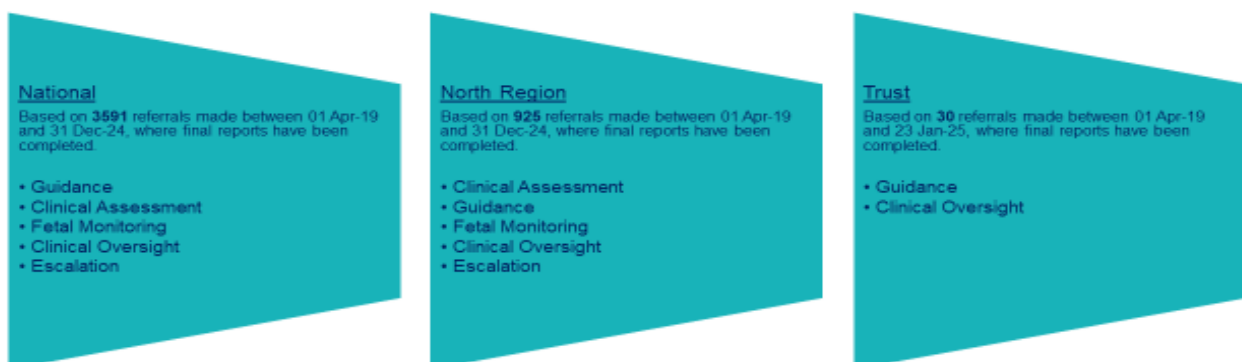 National
Based on 3591 referrals made between 01 Apr-19
and 31 Dec-24, where final reports have been
completed.
• Guidance
• Clinical Assessment
• Fetal Monitoring
• Clinical Oversight
• Escalation
North Region
Based on 925 referrals made between 01 Apr-19
and 31 Dec-24, where final reports have been
completed.
• Clinical Assessment
• Guidance
• Fetal Monitoring
• Clinical Oversight
• Escalation
Trust
Based on 30 referrals made between 01 Apr-19
and 23 Jan-25, where final reports have been
completed.
• Guidance
• Clinical Oversight